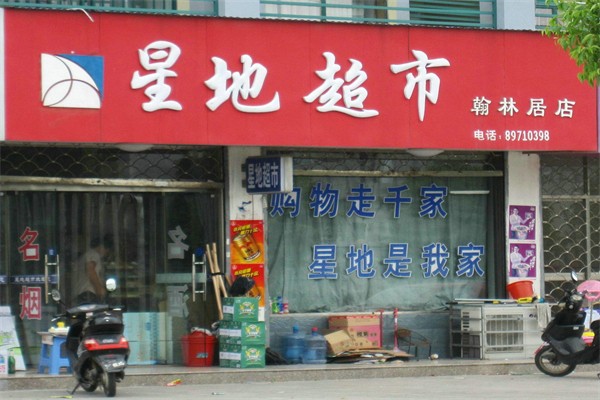 星地超市
翰林居店
电话：89710398
星地超市
购物走千家
星地是我家
名烟
名